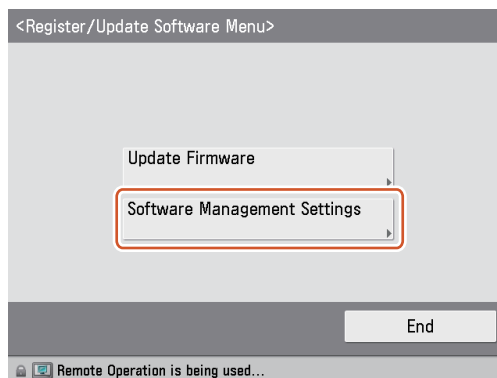 <Register/Update Software Menu>
Update Firmware
Software Management Settings
End
Remote Operation is being used...